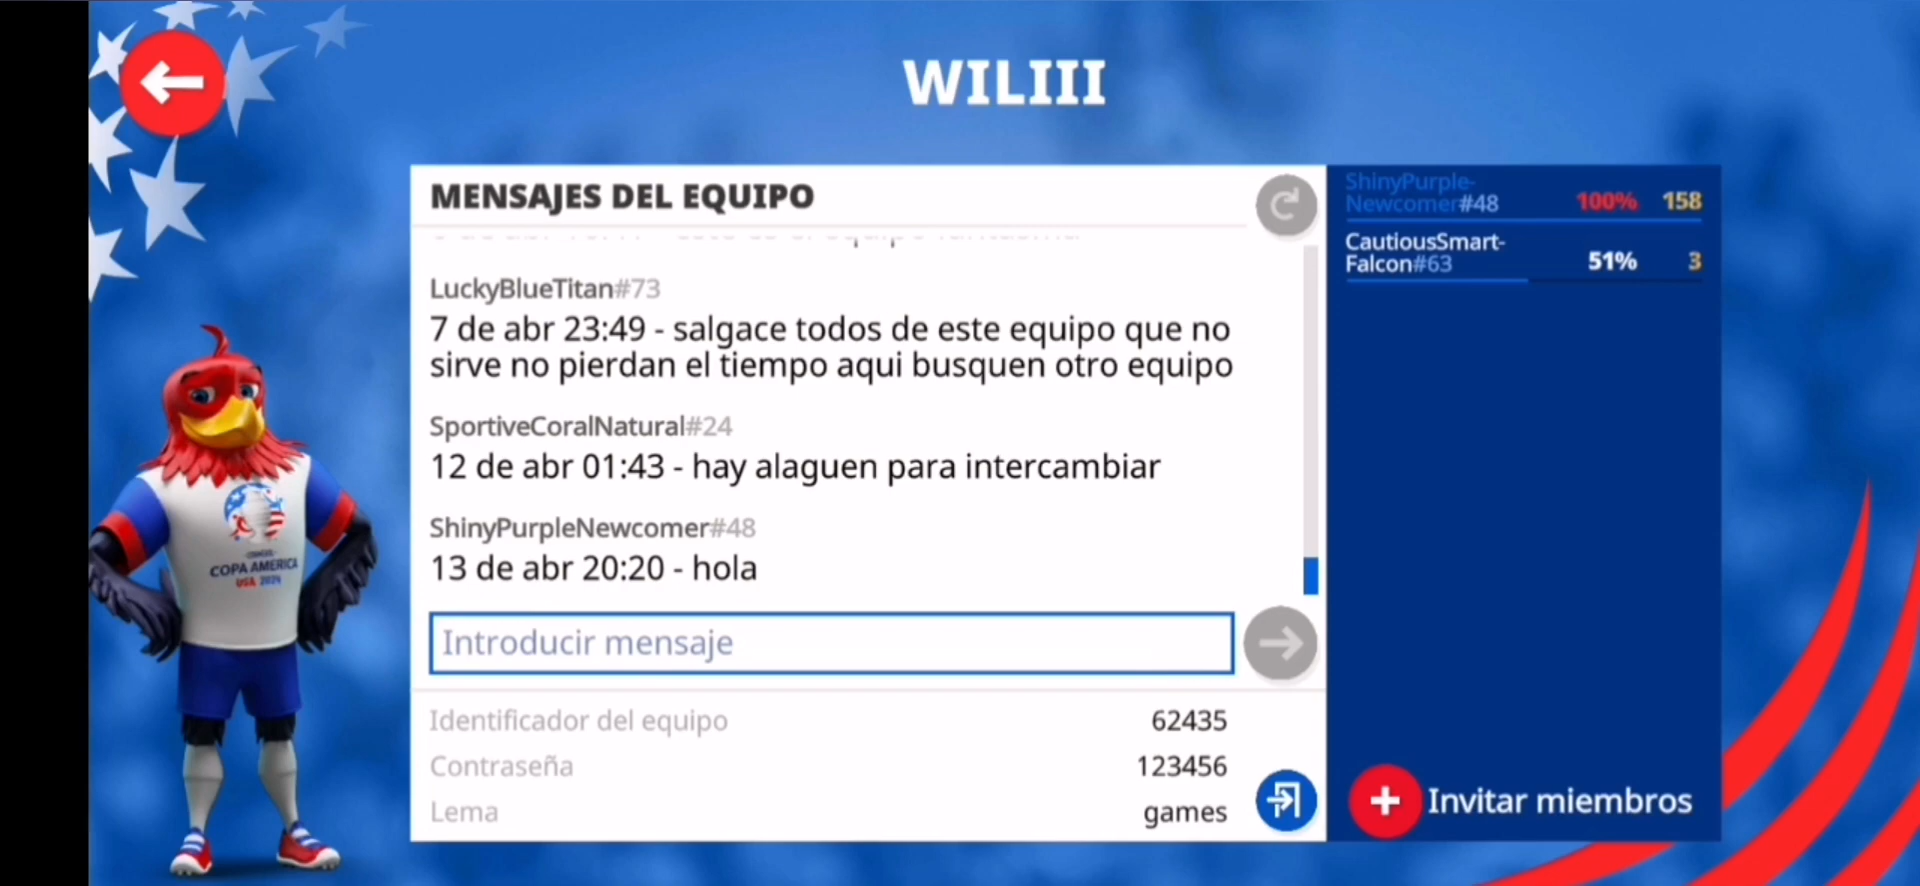 WILIII
MENSAJES DEL EQUIPO
LuckyBlueTitan#73
7 de abr 23:49 - salgace todos de este equipo que no
sirve no pierdan el tiempo aqui busquen otro equipo
SportiveCoralNatural#24
12 de abr 01:43 - hay alaguen para intercambiar
ShinyPurpleNewcomer#48
13 de abr 20:20 - hola
Introducir mensaje
Identificador del equipo 62435
Contraseña 123456
Lema games
ShinyPurple-
Newcomer#48 100% 158
CautiousSmart-
Falcon#63 51% 3
Invitar miembros
COPA AMERICA
USA 2024